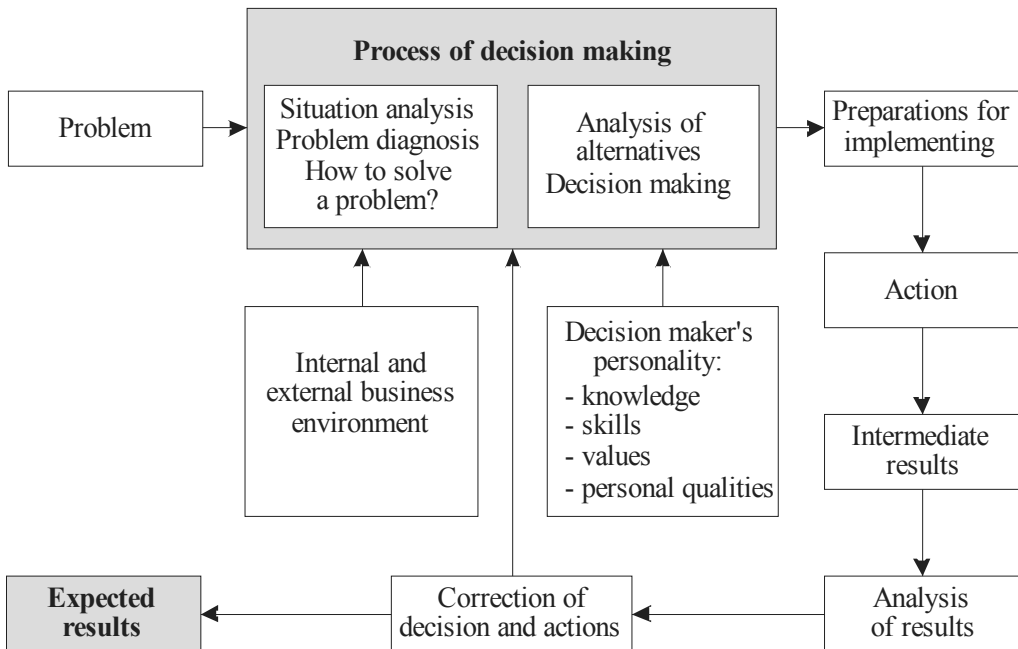 Process of decision making
Problem
Situation analysis
Problem diagnosis
How to solve
a problem?
Analysis of
alternatives
Decision making
Preparations for
implementing
Action
Internal and
external business
environment
Decision maker's
personality:
- knowledge
- skills
- values
- personal qualities
Intermediate
results
Expected
results
Correction of
decision and actions
Analysis
of results